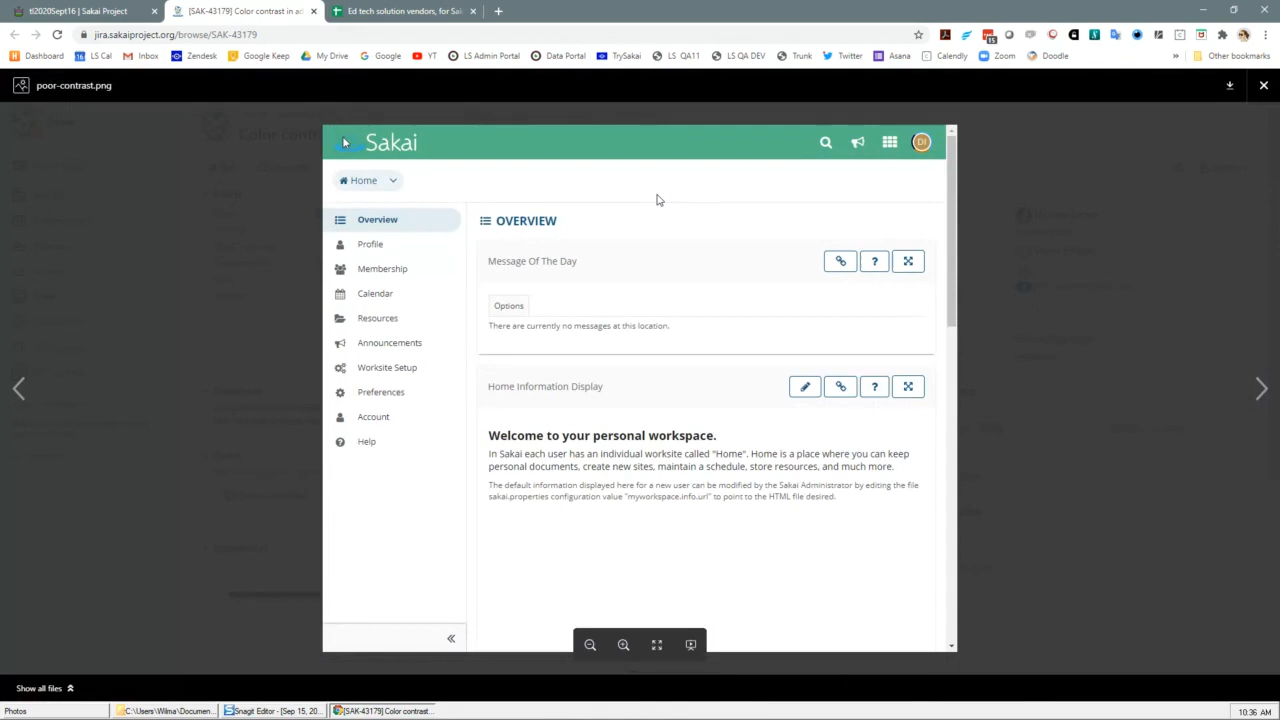 tl2020Sept16 | Sakai Project
[SAK-43179] Color contrast in ad
Ed tech solution vendors, for Sak
jira.sakaiproject.org/browse/SAK-43179
Dashboard
LS Cal
Inbox
Zendesk
Google Keep
My Drive
Google
YT
LS Admin Portal
Data Portal
TrySakai
LS QA11
LS QA DEV
Trunk
Twitter
Asana
Calendly
Zoom
Doodle
Other bookmarks
poor-contrast.png
Sakai
DI
Home
Overview
Profile
Membership
Calendar
Resources
Announcements
Worksite Setup
Preferences
Account
Help
OVERVIEW
Message Of The Day
Options
There are currently no messages at this location.
Home Information Display
Welcome to your personal workspace.
In Sakai each user has an individual worksite called "Home". Home is a place where you can keep
personal documents, create new sites, maintain a schedule, store resources, and much more.
The default information displayed here for a new user can be modified by the Sakai Administrator by editing the file
sakai.properties configuration value "myworkspace.info.url" to point to the HTML file desired.
Show all files
Photos
C:\Users\Wilma\Documen...
Snagit Editor - [Sep 15, 20...
[SAK-43179] Color contrast...
10:36 AM